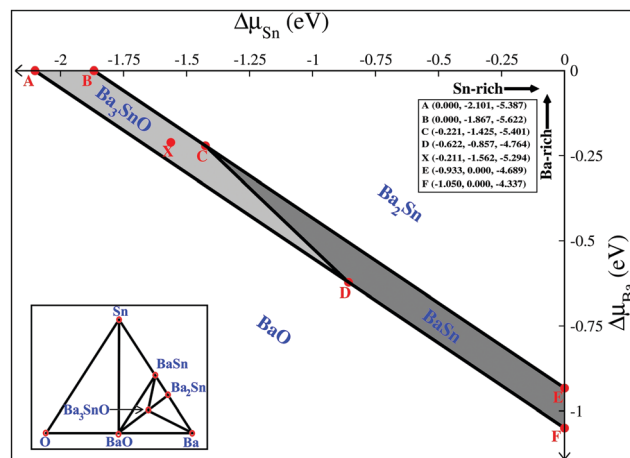 Δμ_Sn (eV)
-2 -1.75 -1.5 -1.25 -1 -0.75 -0.5 -0.25 0
A B
0
Sn-rich
Ba-rich
A (0.000, -2.101, -5.387)
B (0.000, -1.867, -5.622)
C (-0.221, -1.425, -5.401)
D (-0.622, -0.857, -4.764)
X (-0.211, -1.562, -5.294)
E (-0.933, 0.000, -4.689)
F (-1.050, 0.000, -4.337)
Ba₃SnO
X
C
-0.25
Ba₂Sn
-0.5
D
Δμ_Ba (eV)
BaO
BaSn
-0.75
E
-1
F
Sn
BaSn
Ba₂Sn
Ba₃SnO
O BaO Ba